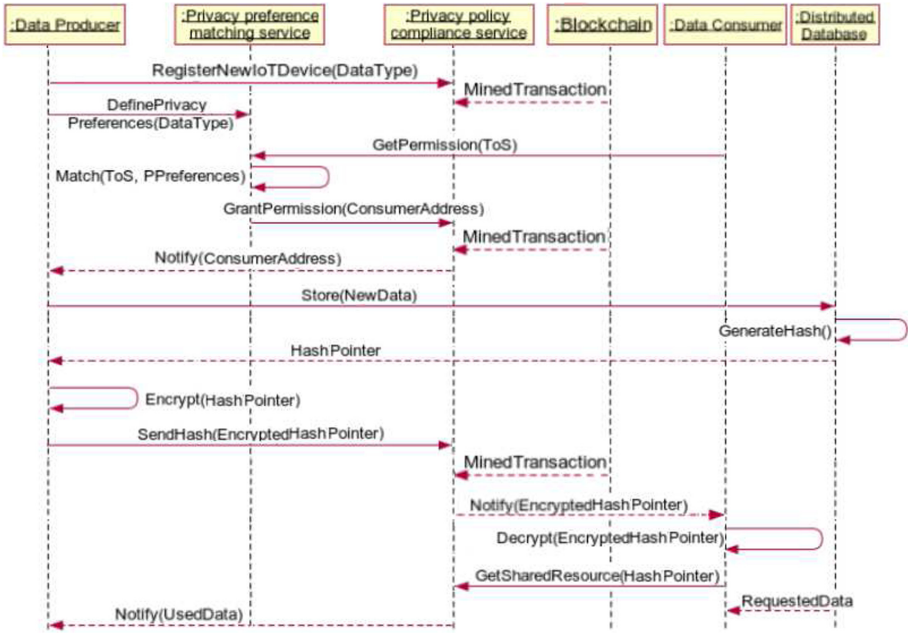 :Data Producer
:Privacy preference
matching service
:Privacy policy
compliance service
:Blockchain
:Data Consumer
:Distributed
Database
RegisterNewIoTDevice(DataType)
MinedTransaction
DefinePrivacy
Preferences(DataType)
GetPermission(ToS)
Match(ToS, PPreferences)
GrantPermission(ConsumerAddress)
MinedTransaction
Notify(ConsumerAddress)
Store(NewData)
GenerateHash()
HashPointer
Encrypt(HashPointer)
SendHash(EncryptedHashPointer)
MinedTransaction
Notify(EncryptedHashPointer)
Decrypt(EncryptedHashPointer)
GetSharedResource(HashPointer)
RequestedData
Notify(UsedData)